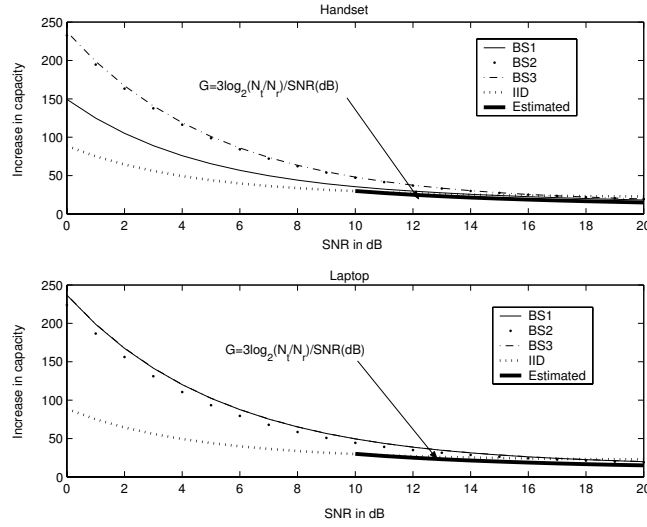 Handset
250
200
150
100
50
0
Increase in capacity
G=3log2(Nt/Nr)/SNR(dB)
BS1
BS2
BS3
IID
Estimated
0 2 4 6 8 10 12 14 16 18 20
SNR in dB
Laptop
250
200
150
100
50
0
Increase in capacity
G=3log2(Nt/Nr)/SNR(dB)
BS1
BS2
BS3
IID
Estimated
0 2 4 6 8 10 12 14 16 18 20
SNR in dB